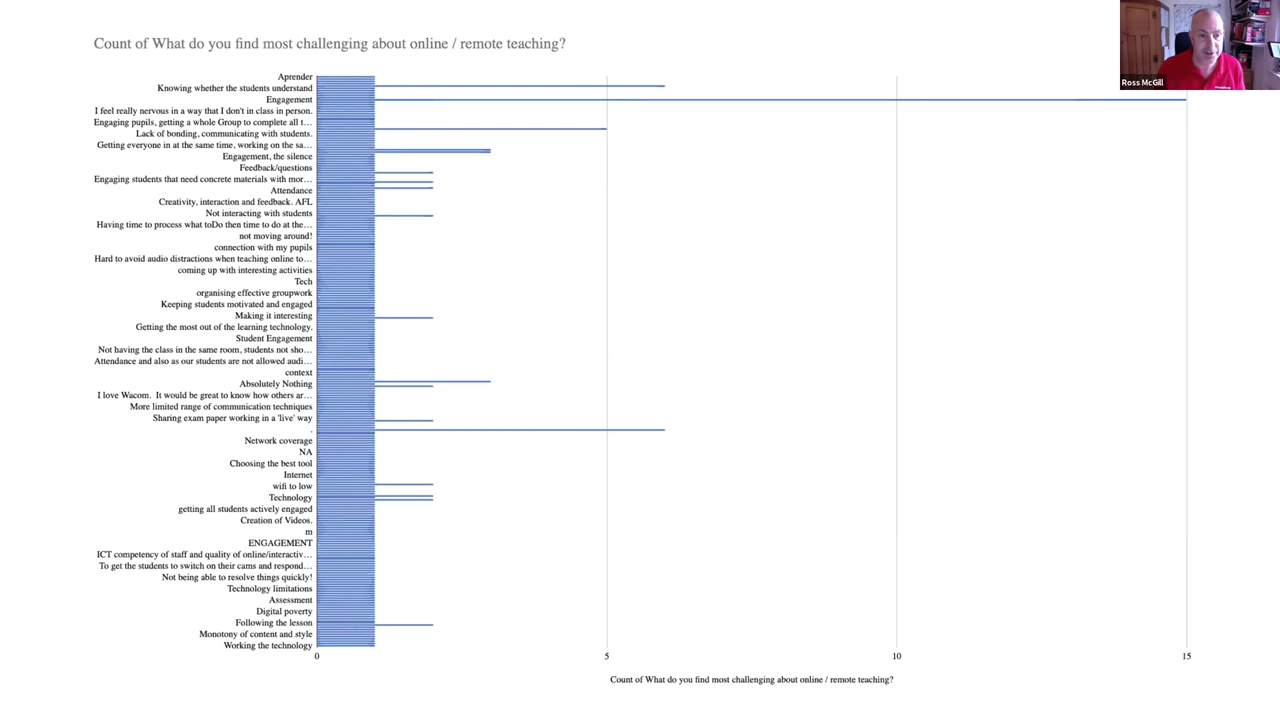 Count of What do you find most challenging about online / remote teaching?
Ross McGill
Aprender
Knowing whether the students understand
Engagement
I feel really nervous in a way that I don't in class in person.
Engaging pupils, getting a whole Group to complete all t…
Lack of bonding, communicating with students.
Getting everyone in at the same time, working on the sa…
Engagement, the silence
Feedback/questions
Engaging students that need concrete materials with mor…
Attendance
Creativity, interaction and feedback. AFL
Not interacting with students
Having time to process what toDo then time to do at the…
not moving around!
connection with my pupils
Hard to avoid audio distractions when teaching online to…
coming up with interesting activities
Tech
organising effective groupwork
Keeping students motivated and engaged
Making it interesting
Getting the most out of the learning technology.
Student Engagement
Not having the class in the same room, students not sho…
Attendance and also as our students are not allowed audi…
context
Absolutely Nothing
I love Wacom.  It would be great to know how others ar…
More limited range of communication techniques
Sharing exam paper working in a 'live' way
.
Network coverage
NA
Choosing the best tool
Internet
wifi to low
Technology
getting all students actively engaged
Creation of Videos.
m
ENGAGEMENT
ICT competency of staff and quality of online/interactiv…
To get the students to switch on their cams and respond…
Not being able to resolve things quickly!
Technology limitations
Assessment
Digital poverty
Following the lesson
Monotony of content and style
Working the technology
0 5 10 15
Count of What do you find most challenging about online / remote teaching?